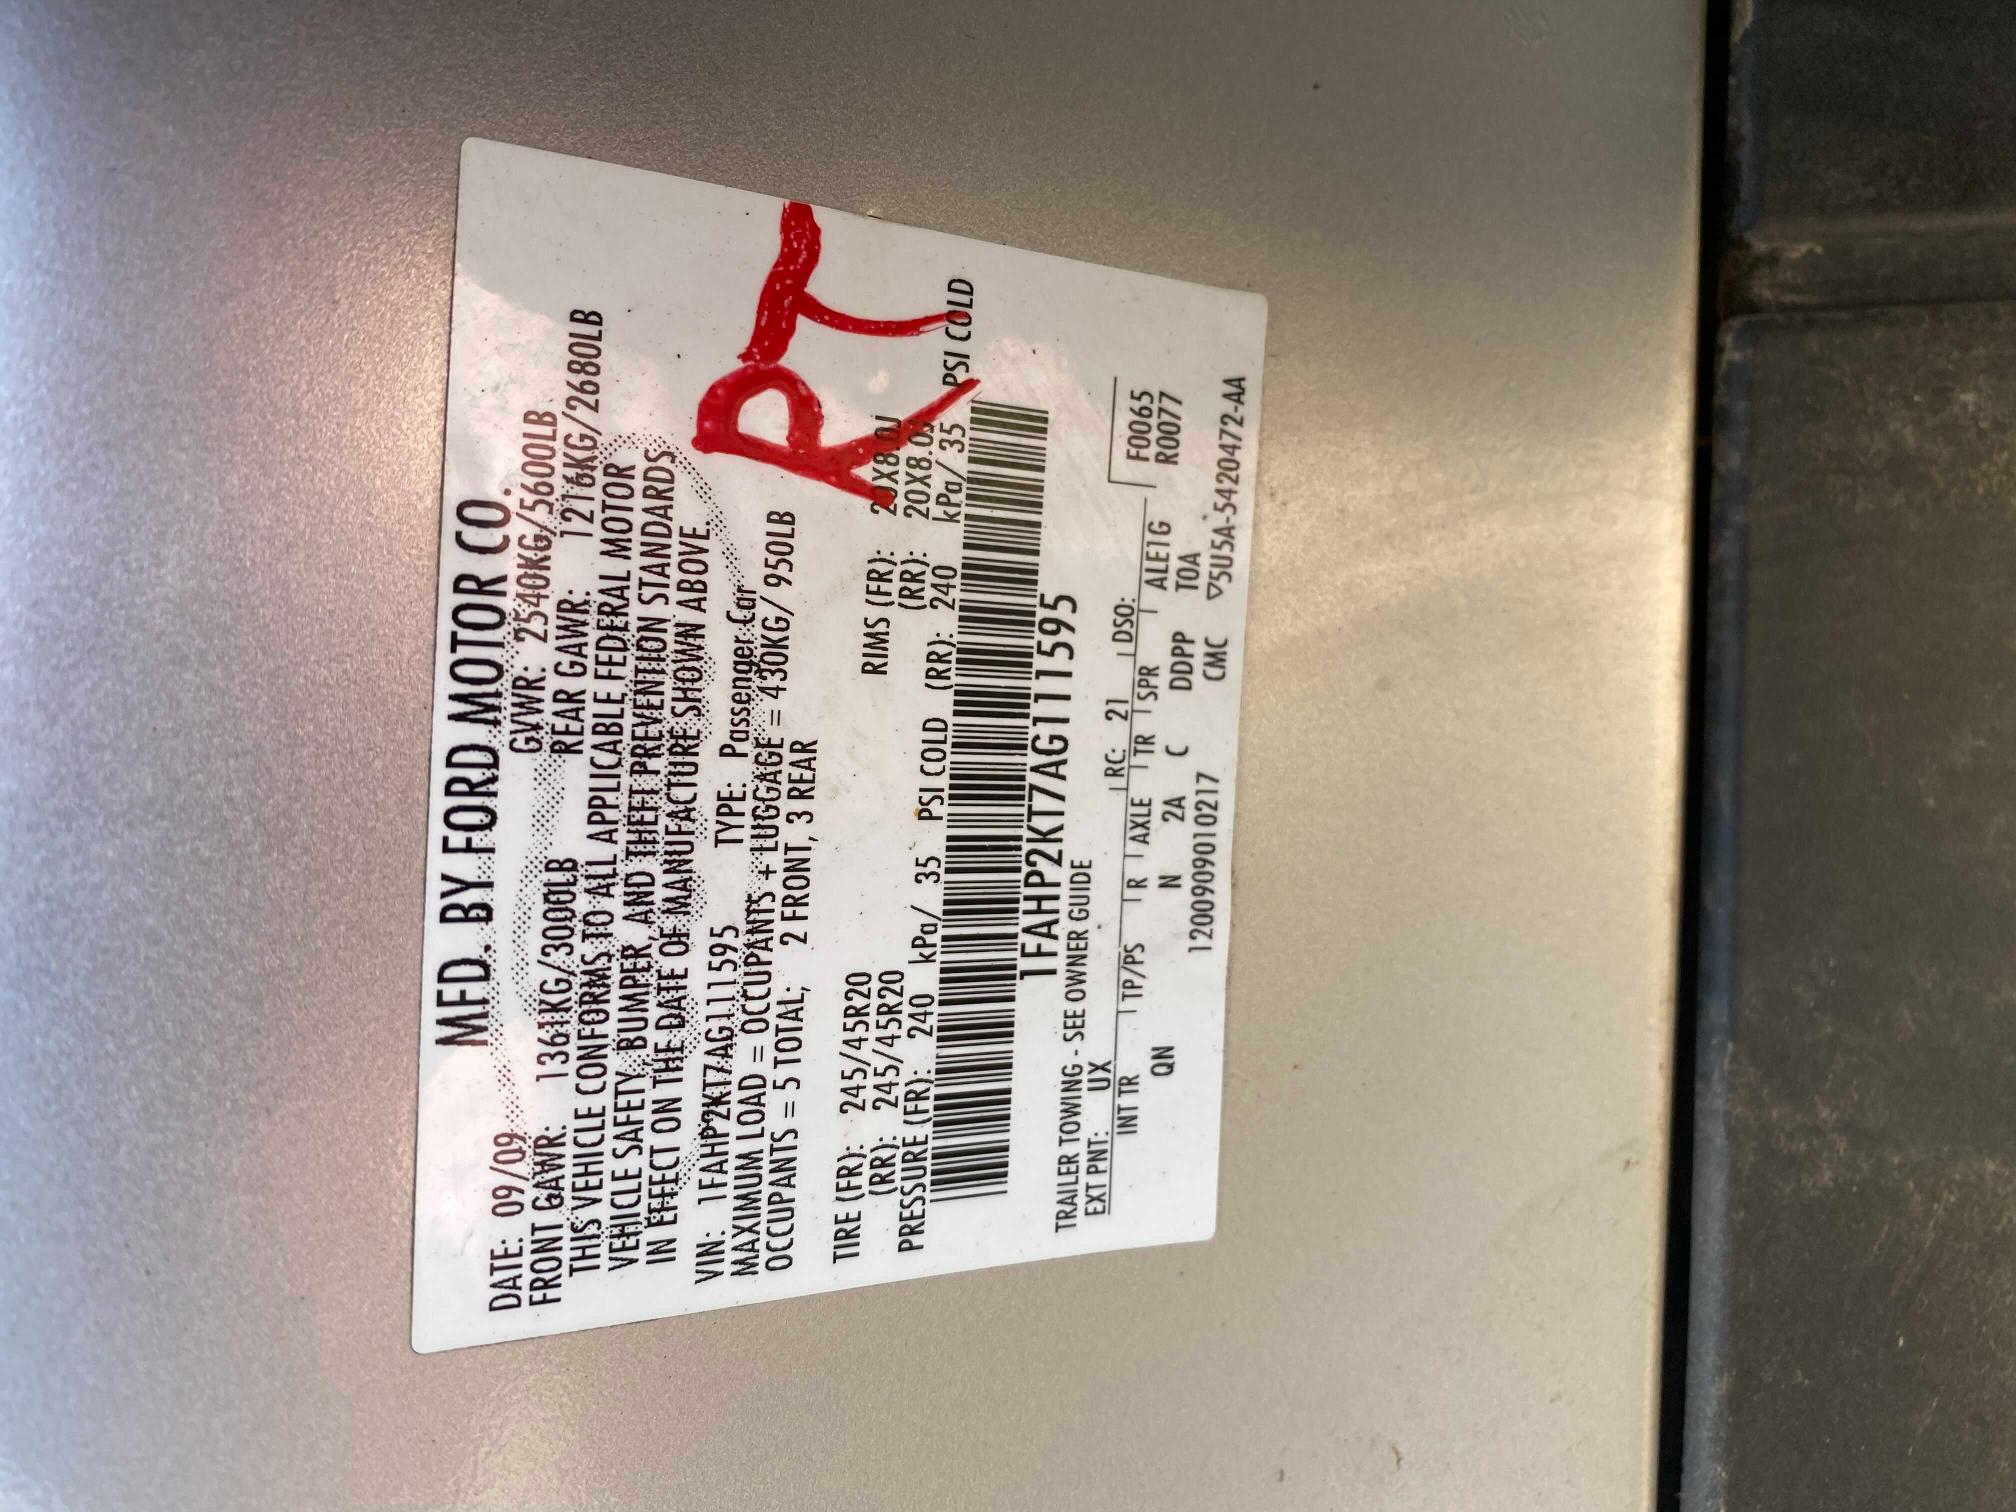 MFD. BY FORD MOTOR CO.
DATE: 09/09 GVWR: 2540KG/5600LB
FRONT GAWR: 1361KG/3000LB REAR GAWR: 1216KG/2680LB
THIS VEHICLE CONFORMS TO ALL APPLICABLE FEDERAL MOTOR
VEHICLE SAFETY, BUMPER, AND THEFT PREVENTION STANDARDS
IN EFFECT ON THE DATE OF MANUFACTURE SHOWN ABOVE.
VIN: 1FAHP2KT7AG111595 TYPE: Passenger Car
MAXIMUM LOAD = OCCUPANTS + LUGGAGE = 430KG/ 950LB
OCCUPANTS = 5 TOTAL; 2 FRONT, 3 REAR
RT
TIRE (FR): 245/45R20 RIMS (FR): 20X8.0J
(RR): 245/45R20 (RR): 20X8.0J
PRESSURE (FR): 240 kPa/ 35 PSI COLD (RR): 240 kPa/ 35 PSI COLD
1FAHP2KT7AG111595
TRAILER TOWING - SEE OWNER GUIDE
EXT PNT: UX RC: 21 DSO: F0065
INT TR TP/PS R AXLE TR SPR ALE1G R0077
QN N 2A C DDPP TOA
12009090102​17 CMC ▽5U5A-5420472-AA